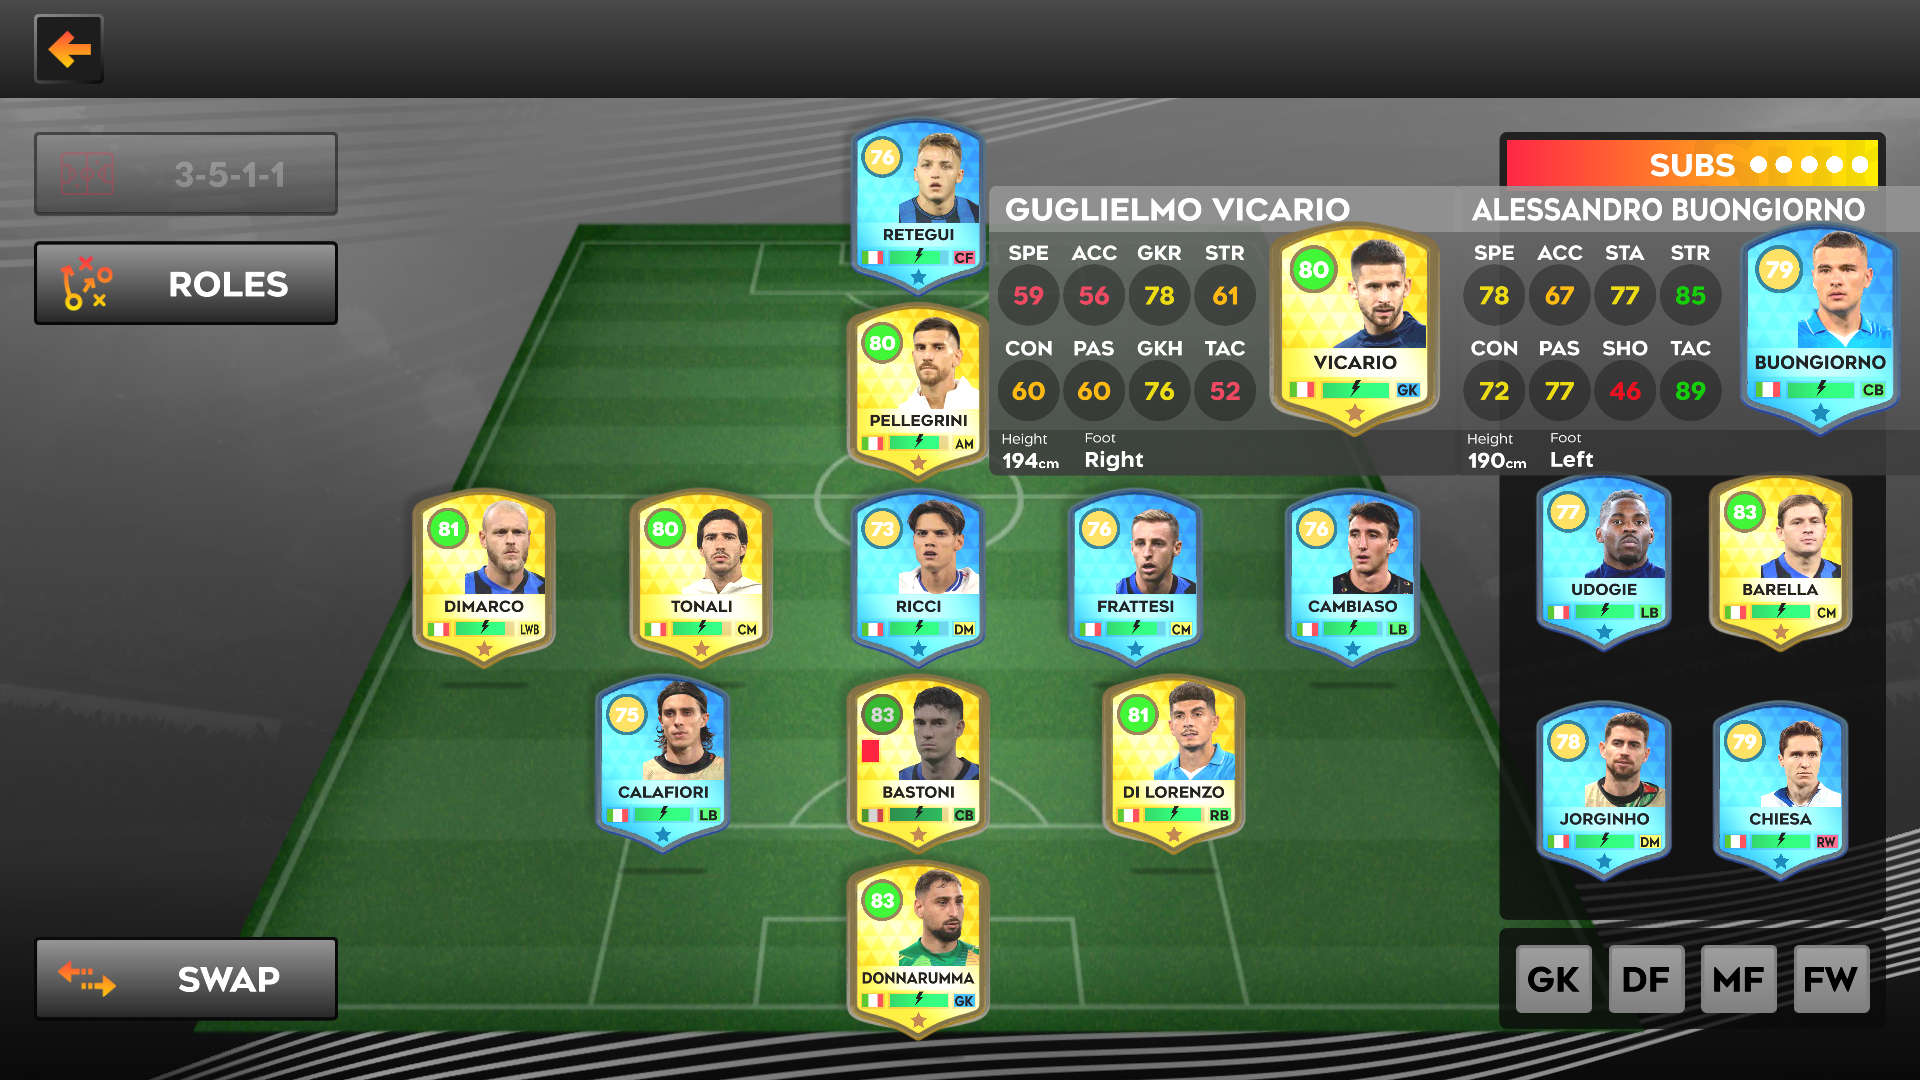 3-5-1-1
ROLES
SWAP
76
RETEGUI
CF
80
PELLEGRINI
AM
81
DIMARCO
LWB
80
TONALI
CM
73
RICCI
DM
76
FRATTESI
CM
76
CAMBIASO
LB
75
CALAFIORI
LB
83
BASTONI
CB
81
DI LORENZO
RB
83
DONNARUMMA
GK
GUGLIELMO VICARIO
SPE ACC GKR STR
59 56 78 61
CON PAS GKH TAC
60 60 76 52
Height Foot
194cm Right
80
VICARIO
GK
SUBS
ALESSANDRO BUONGIORNO
SPE ACC STA STR
78 67 77 85
CON PAS SHO TAC
72 77 46 89
Height Foot
190cm Left
79
BUONGIORNO
CB
77
UDOGIE
LB
83
BARELLA
CM
78
JORGINHO
DM
79
CHIESA
RW
GK DF MF FW